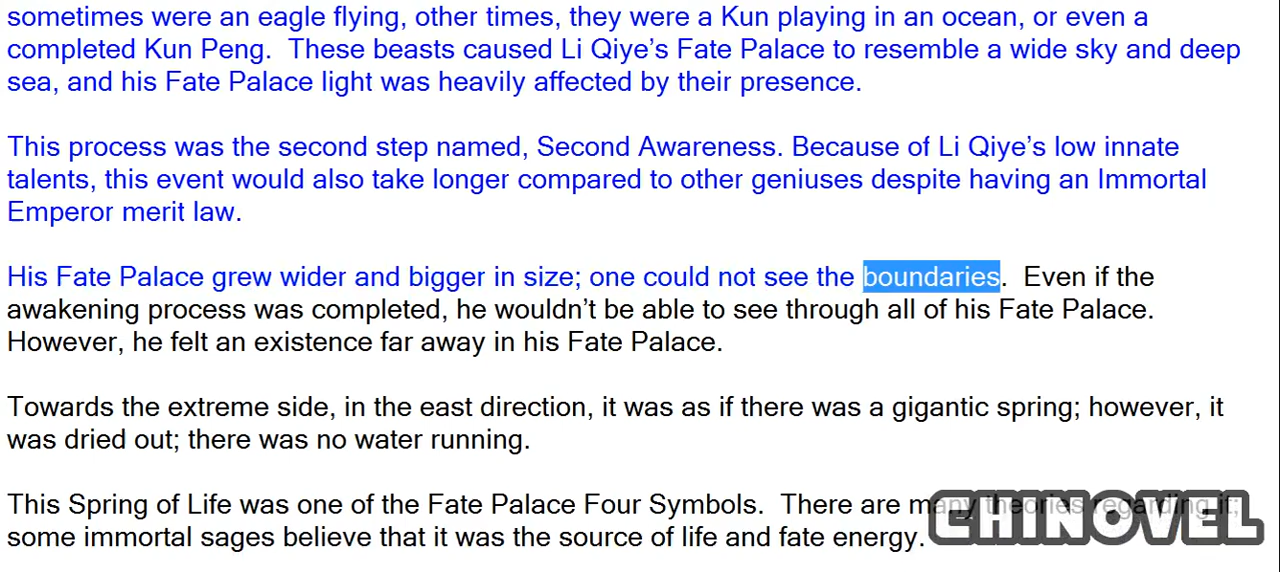 sometimes were an eagle flying, other times, they were a Kun playing in an ocean, or even a
completed Kun Peng.  These beasts caused Li Qiye’s Fate Palace to resemble a wide sky and deep
sea, and his Fate Palace light was heavily affected by their presence.
This process was the second step named, Second Awareness. Because of Li Qiye’s low innate
talents, this event would also take longer compared to other geniuses despite having an Immortal
Emperor merit law.
His Fate Palace grew wider and bigger in size; one could not see the boundaries.  Even if the
awakening process was completed, he wouldn’t be able to see through all of his Fate Palace.
However, he felt an existence far away in his Fate Palace.
Towards the extreme side, in the east direction, it was as if there was a gigantic spring; however, it
was dried out; there was no water running.
This Spring of Life was one of the Fate Palace Four Symbols.  There are many theories regarding it;
some immortal sages believe that it was the source of life and fate energy.
CHINOVEL